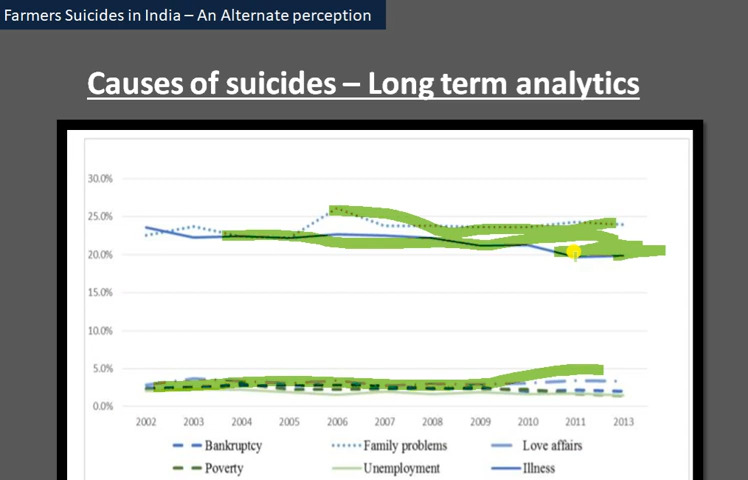 Farmers Suicides in India – An Alternate perception
Causes of suicides – Long term analytics
30.0%
25.0%
20.0%
15.0%
10.0%
5.0%
0.0%
2002 2003 2004 2005 2006 2007 2008 2009 2010 2011 2012 2013
Bankruptcy Family problems Love affairs
Poverty Unemployment Illness